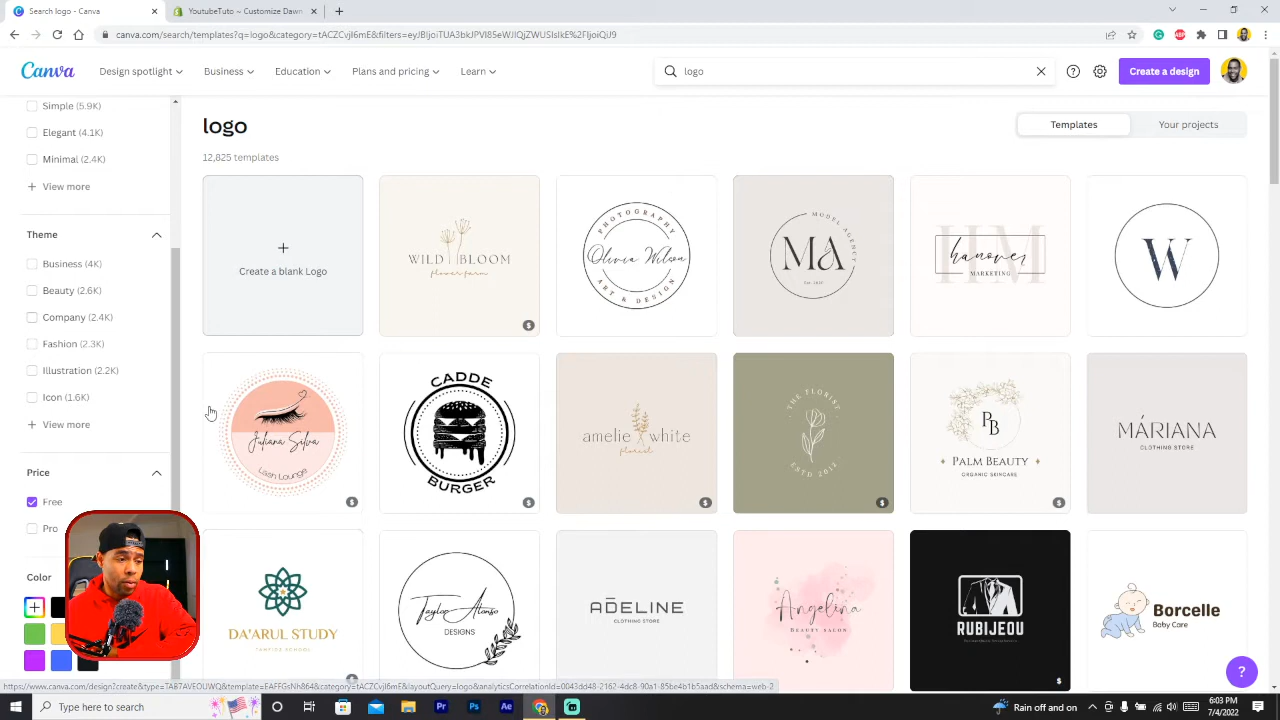 Search logo - Canva
YoutubeTuto ~ Customize Dawn
canva.com/search/templates?q=logo&category=tACZCvjI6mE&filters=eyJBIjoiTUA3bkJPVl85eWJIQjZWUSIsIkE%2FIjoiQjJ9
Canva
Design spotlight
Business
Education
Plans and pricing
Learn
logo
Create a design
Simple (5.9K)
Elegant (4.1K)
Minimal (2.4K)
+ View more
Theme
Business (4K)
Beauty (2.6K)
Company (2.4K)
Fashion (2.3K)
Illustration (2.2K)
Icon (1.6K)
+ View more
Price
Free
Pro
Color
logo
Templates
Your projects
12,825 templates
+
Create a blank Logo
WILD BLOOM
flower farm
PHOTOGRAPHY
Olivia Wilson
ART & DESIGN
MODEL AGENCY
MA
HM
hanover
MARKETING
W
Juliana Silva
CADDE
BURGER
amelie white
florist
THE FLORIST
ESTD 2012
PB
PALM BEAUTY
ORGANIC SKINCARE
MÁRIANA
CLOTHING STORE
DA'ARUL STUDY
Taylor Alonso
DESIGNS
ADELINE
CLOTHING STORE
Angelina
BEAUTY SALON
RUBIJEOU
Borcelle
Baby Care
?
Type here to search
Rain off and on
6:03 PM
7/4/2022